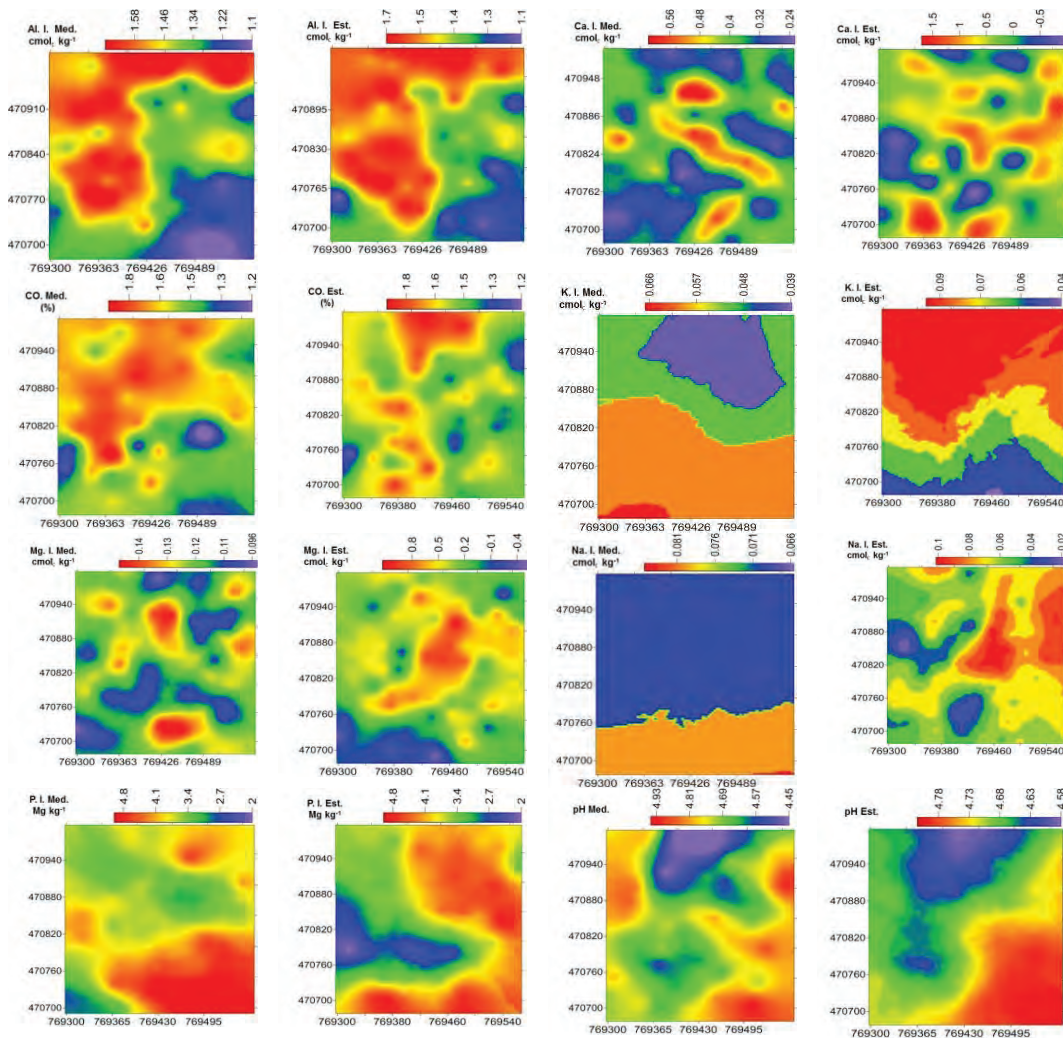 1.58 1.46 1.34 1.22 1.1
Al. I. Med.
cmol꜀ kg⁻¹
470910
470840
470770
470700
769300 769363 769426 769489
1.7 1.5 1.4 1.3 1.1
Al. I. Est.
cmol꜀ kg⁻¹
470895
470830
470765
470700
769300 769363 769426 769489
0.56 0.48 0.4 0.32 0.24
Ca. I. Med.
cmol꜀ kg⁻¹
470948
470886
470824
470762
470700
769300 769363 769426 769489
1.5 1 0.5 0 -0.5
Ca. I. Est.
cmol꜀ kg⁻¹
470940
470880
470820
470760
470700
769300 769363 769426 769489
1.8 1.6 1.5 1.3 1.2
CO. Med.
(%)
470940
470880
470820
470760
470700
769300 769363 769426 769489
1.8 1.6 1.5 1.3 1.2
CO. Est.
(%)
470940
470880
470820
470760
470700
769300 769380 769460 769540
0.066 0.057 0.048 0.039
K. I. Med.
cmol꜀ kg⁻¹
470940
470880
470820
470760
470700
769300 769363 769426 769489
0.09 0.07 0.06 0.04
K. I. Est.
cmol꜀ kg⁻¹
470940
470880
470820
470760
470700
769300 769380 769460 769540
0.14 0.13 0.12 0.11 0.096
Mg. I. Med.
cmol꜀ kg⁻¹
470940
470880
470820
470760
470700
769300 769363 769426 769489
0.8 0.5 0.2 -0.1 -0.4
Mg. I. Est.
cmol꜀ kg⁻¹
470940
470880
470820
470760
470700
769300 769380 769460 769540
0.081 0.076 0.071 0.066
Na. I. Med.
cmol꜀ kg⁻¹
470940
470880
470820
470760
470700
769300 769363 769426 769489
0.1 0.08 0.06 0.04 0.02
Na. I. Est.
cmol꜀ kg⁻¹
470940
470880
470820
470760
470700
769300 769380 769460 769540
4.8 4.1 3.4 2.7 2
P. I. Med.
Mg kg⁻¹
470940
470880
470820
470760
470700
769300 769365 769430 769495
4.8 4.1 3.4 2.7 2
P. I. Est.
Mg kg⁻¹
470940
470880
470820
470760
470700
769300 769380 769460 769540
4.93 4.81 4.69 4.57 4.45
pH Med.
470940
470880
470820
470760
470700
769300 769365 769430 769495
4.78 4.73 4.68 4.63 4.58
pH Est.
470940
470880
470820
470760
470700
769300 769365 769430 769495